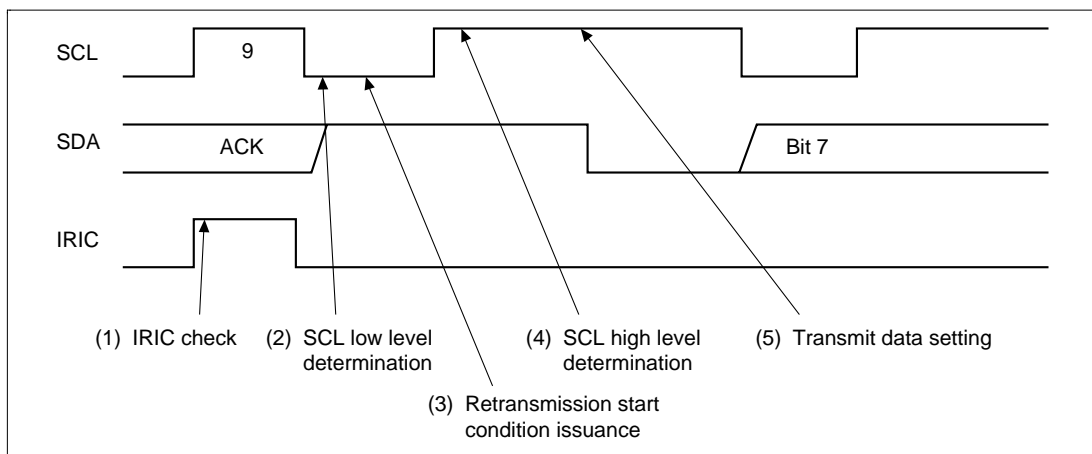 SCL
9
SDA
ACK
Bit 7
IRIC
(1) IRIC check
(2) SCL low level
determination
(4) SCL high level
determination
(5) Transmit data setting
(3) Retransmission start
condition issuance